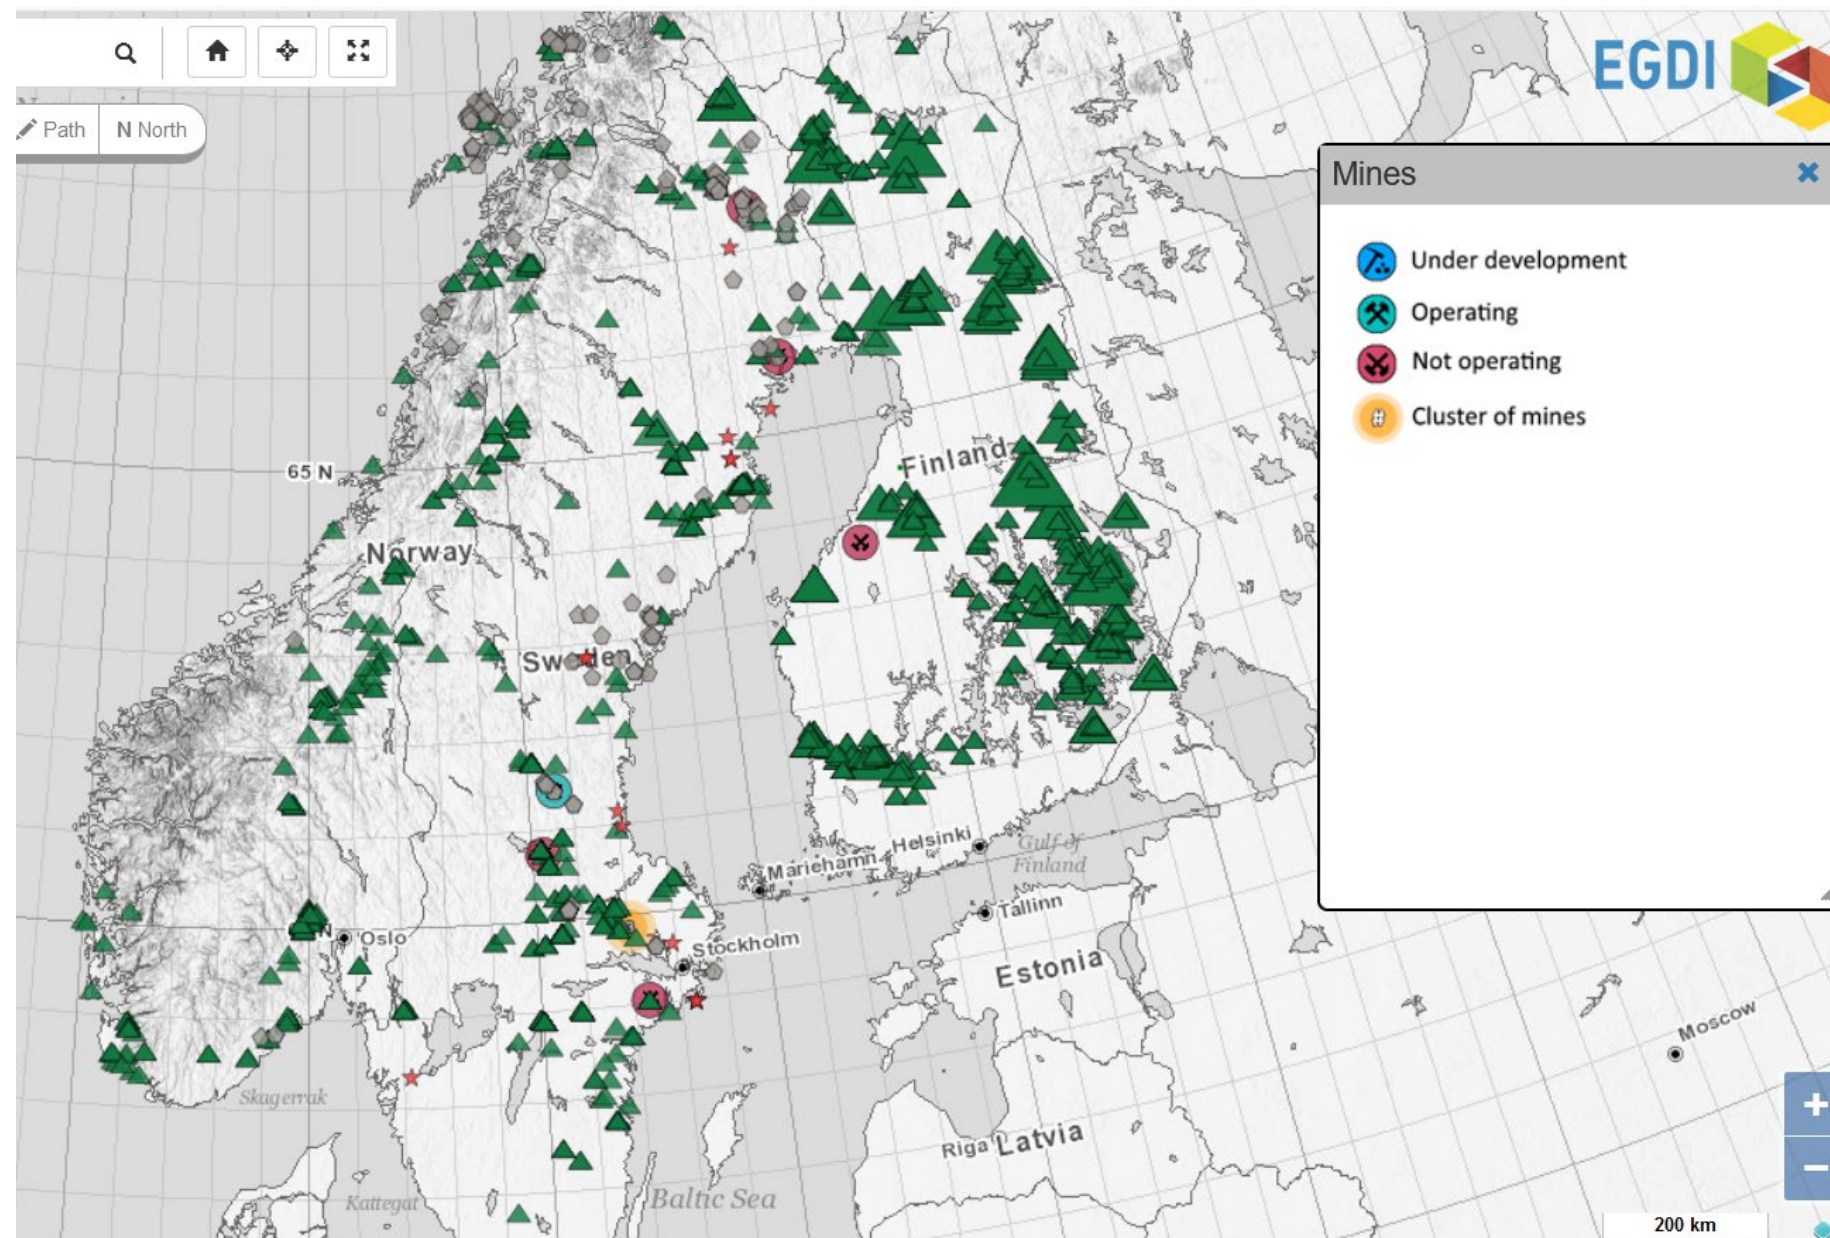 EGDI
Path
N North
Mines
Under development
Operating
Not operating
# Cluster of mines
65 N
Finland
Norway
Sweden
Helsinki
Mariehamn
Gulf of
Finland
N
Oslo
Tallinn
Stockholm
Estonia
Moscow
Skagerrak
Riga
Latvia
Kattegat
Baltic Sea
+
−
200 km